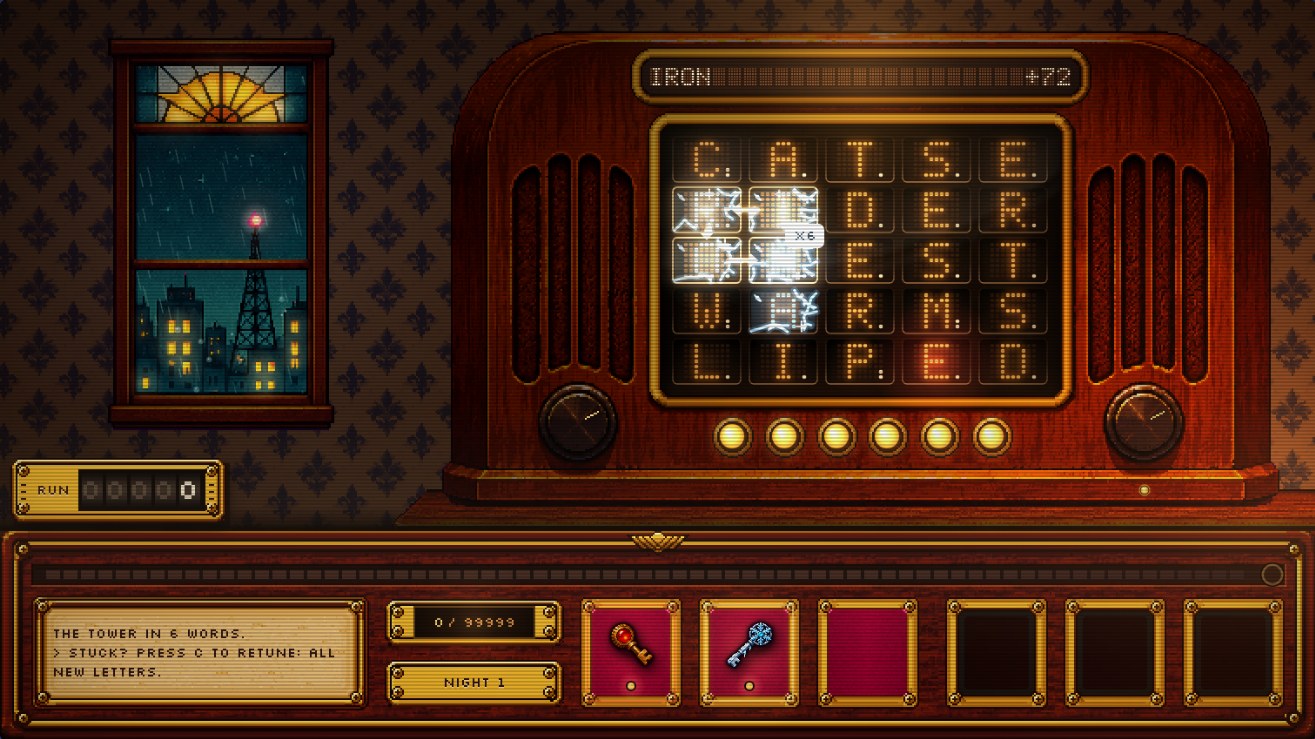 IRON +72
C. A. T. S. E.
D. E. R.
X6
E. S. T.
W. A R. M. S.
L. I. P. E. D.
RUN 00000
THE TOWER IN 6 WORDS.
> STUCK? PRESS C TO RETUNE: ALL
NEW LETTERS.
0/ 99999
NIGHT 1